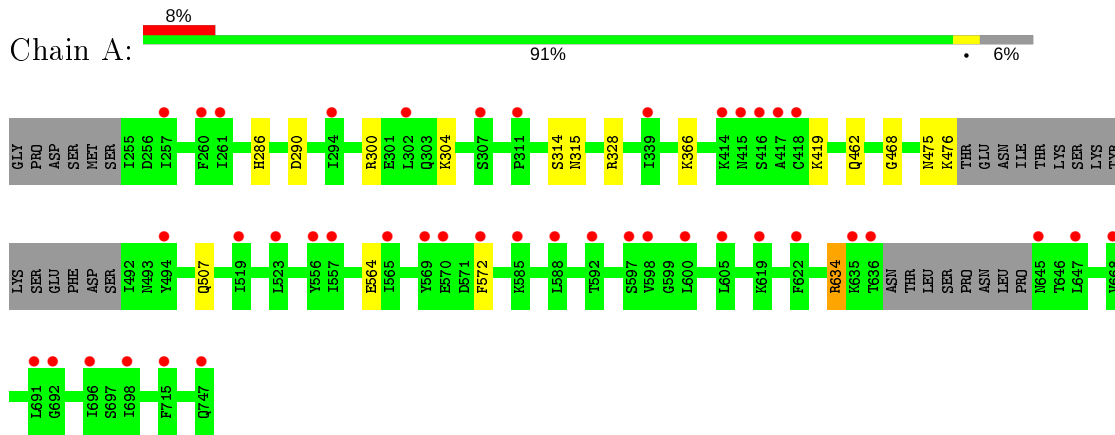 8%
Chain A:
91%
•
6%
GLY PRO ASP SER MET SER I255 D256 I257 F260 I261 H286 D290 I294 R300 E301 L302 Q303 K304 S307 P311 S314 N315 R328 I339 K366 K414 N415 S416 A417 C418 K419 Q462 G468 N475 K476 THR GLU ASN ILE THR LYS SER SER LYS TYR
LYS SER GLU PHE ASP SER I492 N493 Y494 Q507 I519 L523 Y556 I557 E564 I565 Y569 E570 D571 F572 K585 L588 T592 S597 V598 G599 L600 L605 K619 F622 R634 K635 T636 ASN THR LEU SER PRO ASN LEU PRO N645 T646 L647 V668
L691 G692 I696 S697 I698 F715 Q747